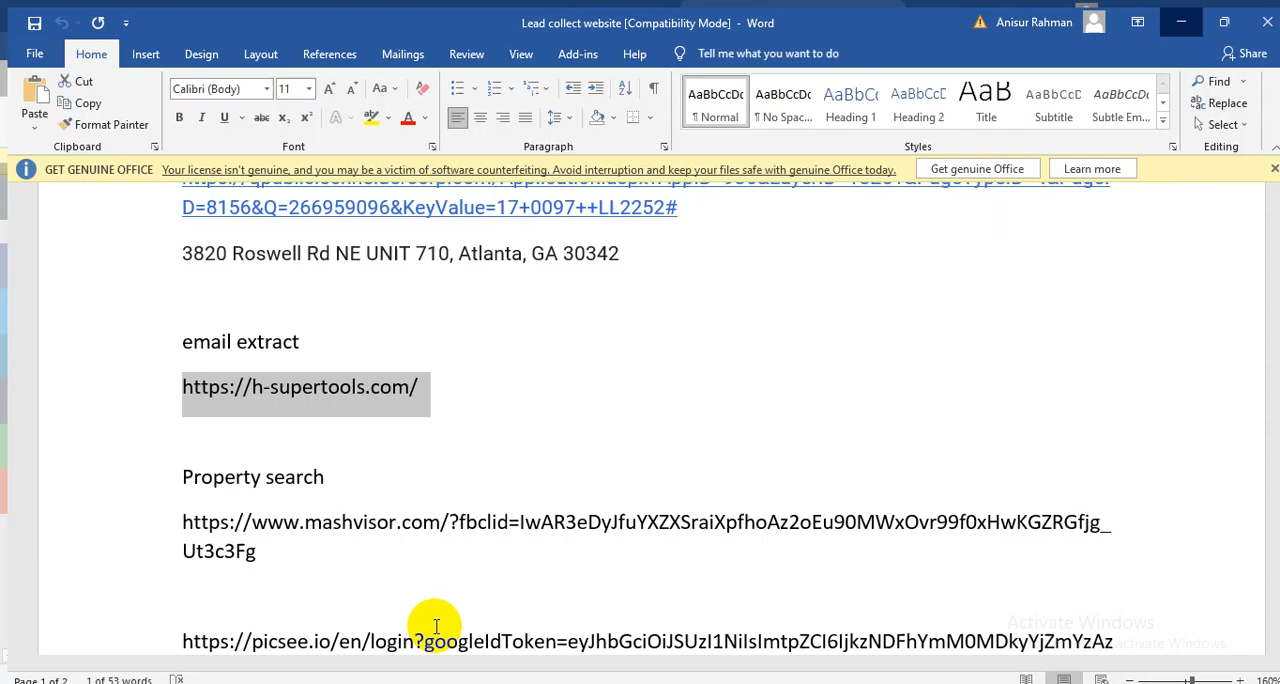 Lead collect website [Compatibility Mode] - Word
Anisur Rahman
File Home Insert Design Layout References Mailings Review View Add-ins Help Tell me what you want to do Share
Paste
Cut
Copy
Format Painter
Clipboard
Calibri (Body) 11
Font
Paragraph
AaBbCcDc AaBbCcDc AaBbCc AaBbCcD AaB AaBbCcD AaBbCcD
¶ Normal ¶ No Spac... Heading 1 Heading 2 Title Subtitle Subtle Em...
Styles
Find
Replace
Select
Editing
GET GENUINE OFFICE Your license isn't genuine, and you may be a victim of software counterfeiting. Avoid interruption and keep your files safe with genuine Office today. Get genuine Office Learn more
D=8156&Q=266959096&KeyValue=17+0097++LL2252#
3820 Roswell Rd NE UNIT 710, Atlanta, GA 30342
email extract
https://h-supertools.com/
Property search
https://www.mashvisor.com/?fbclid=IwAR3eDyJfuYXZXSraiXpfhoAz2oEu90MWxOvr99f0xHwKGZRGfjg_
Ut3c3Fg
https://picsee.io/en/login?googleIdToken=eyJhbGciOiJSUzI1NiIsImtpZCI6IjkzNDFhYmM0MDkyYjZmYzAz
Activate Windows
Page 1 of 2 1 of 53 words 160%